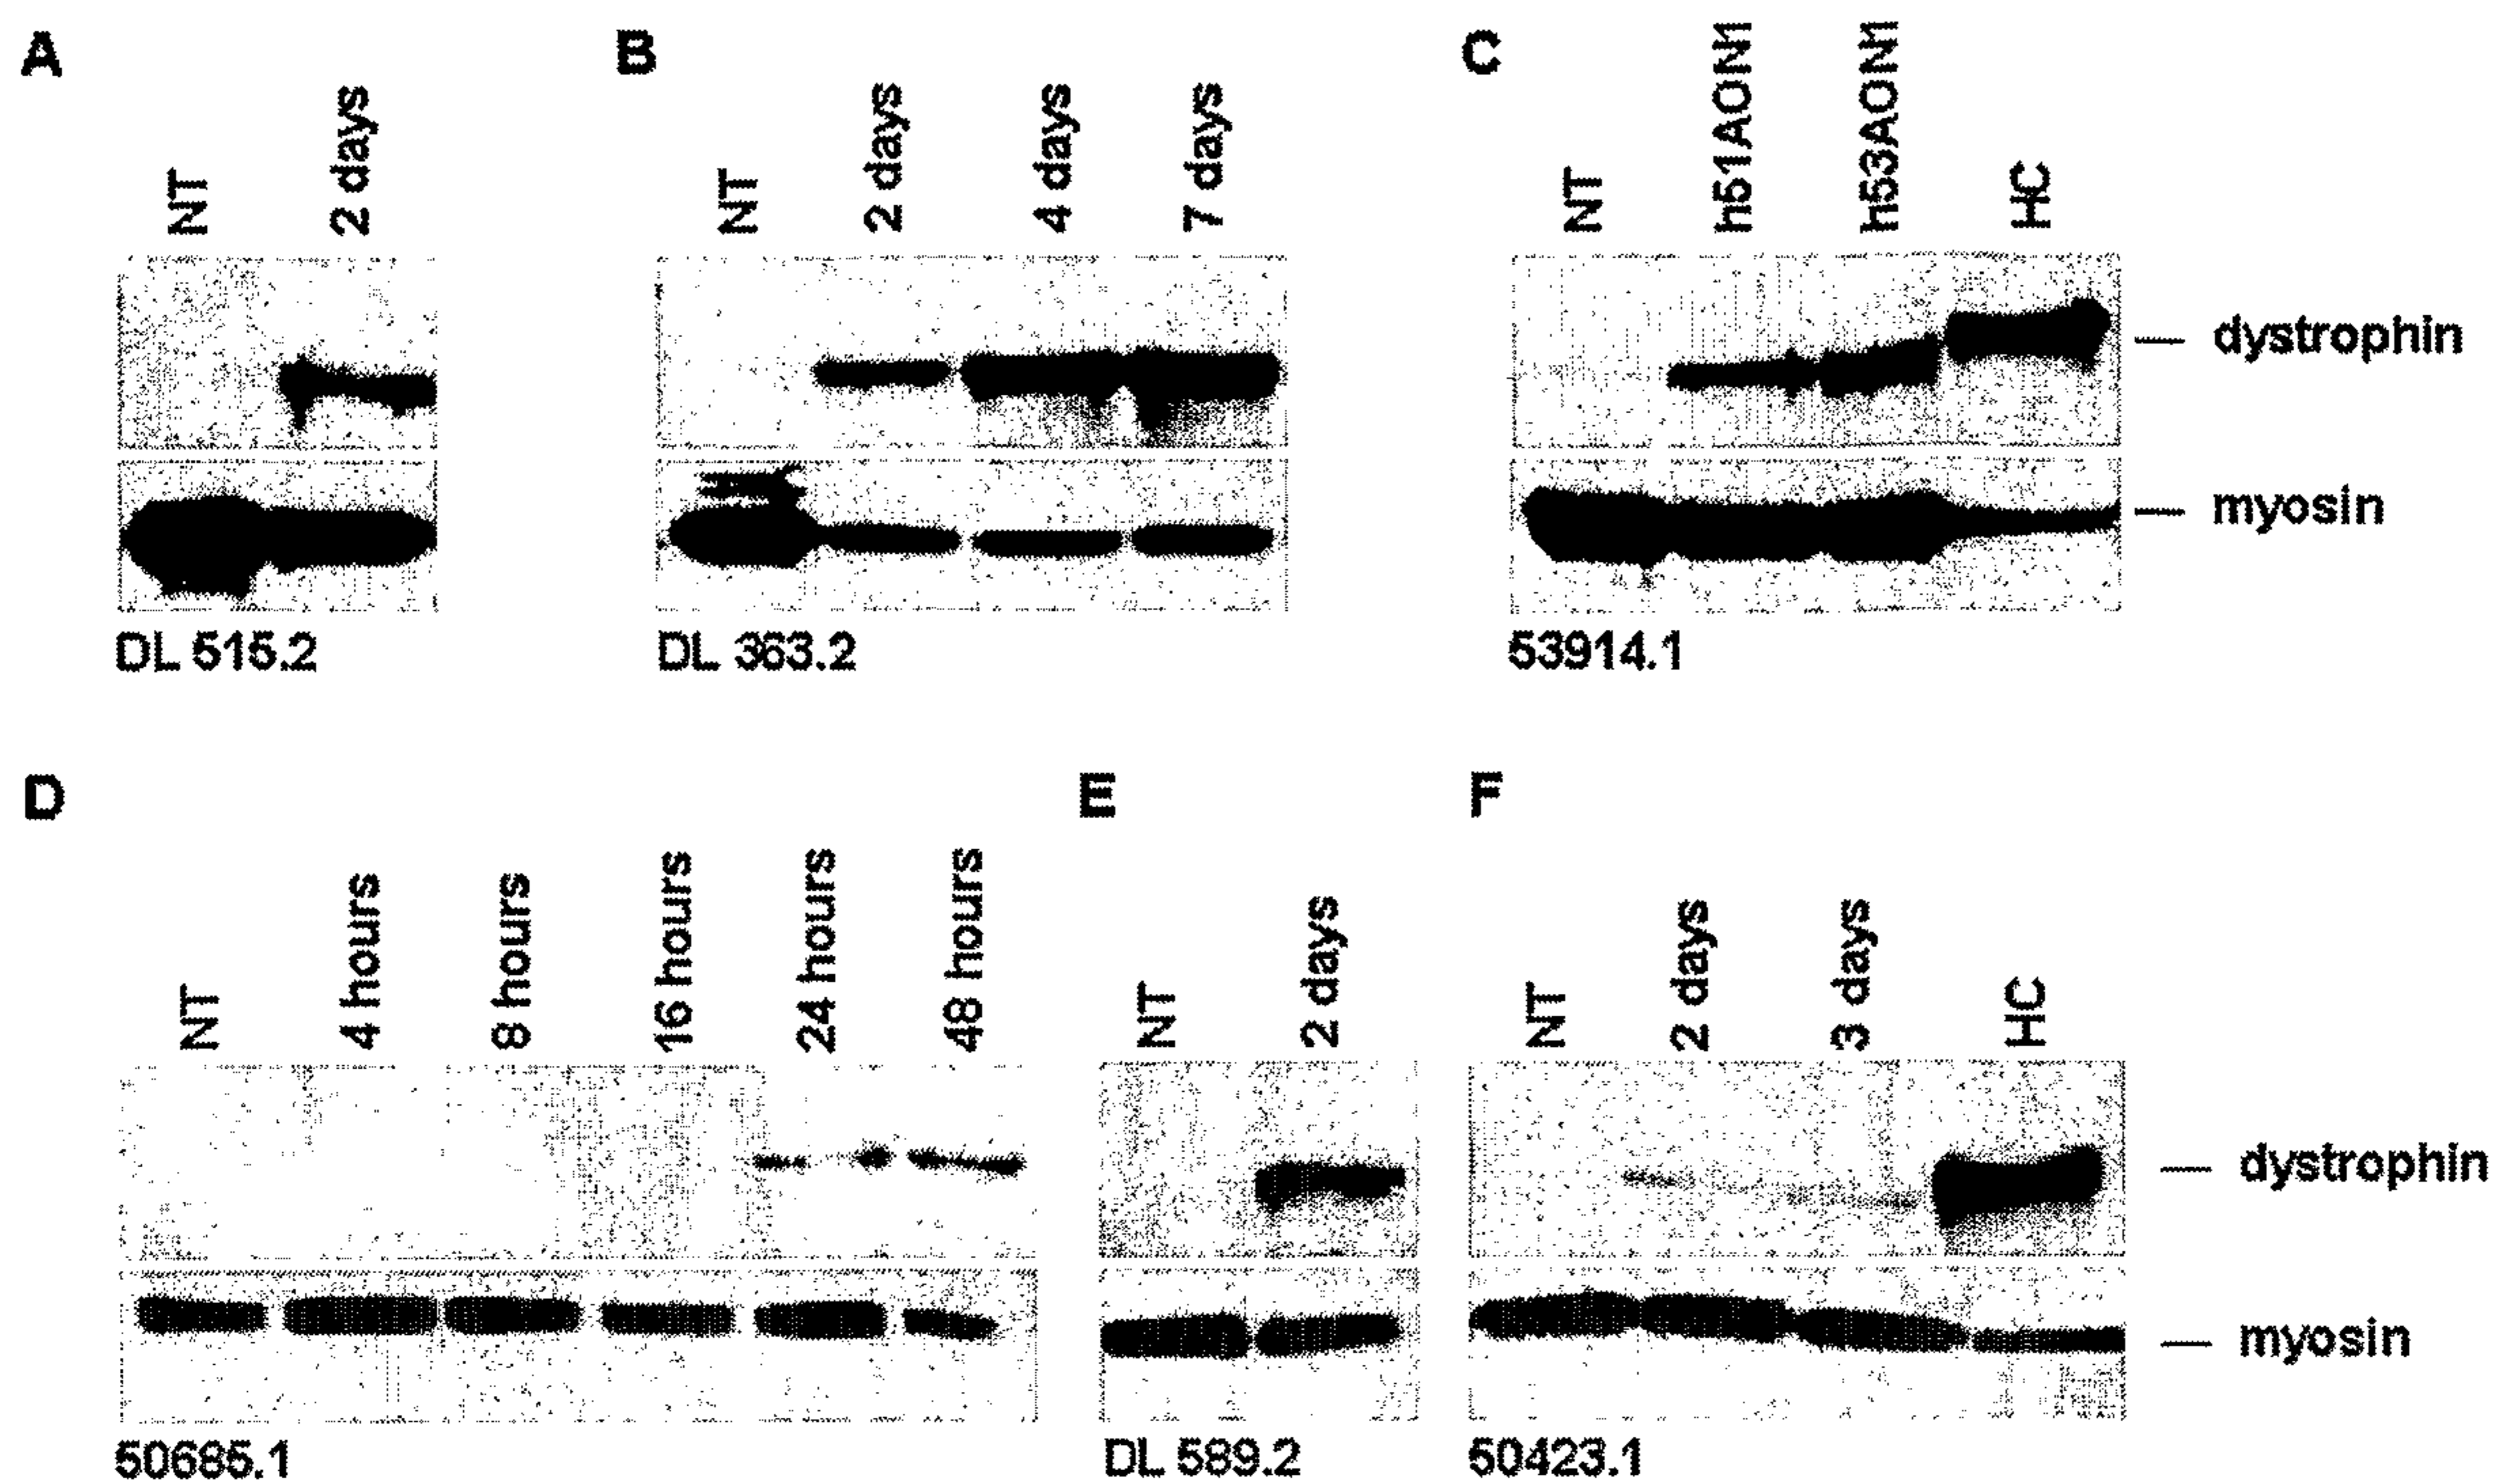 A
B
C
NT
2 days
NT
2 days
4 days
7 days
NT
h51AON1
h53AON1
HC
dystrophin
myosin
DL 515.2
DL 363.2
53914.1
D
E
F
NT
4 hours
8 hours
16 hours
24 hours
48 hours
NT
2 days
NT
2 days
3 days
HC
dystrophin
myosin
50685.1
DL 589.2
50423.1